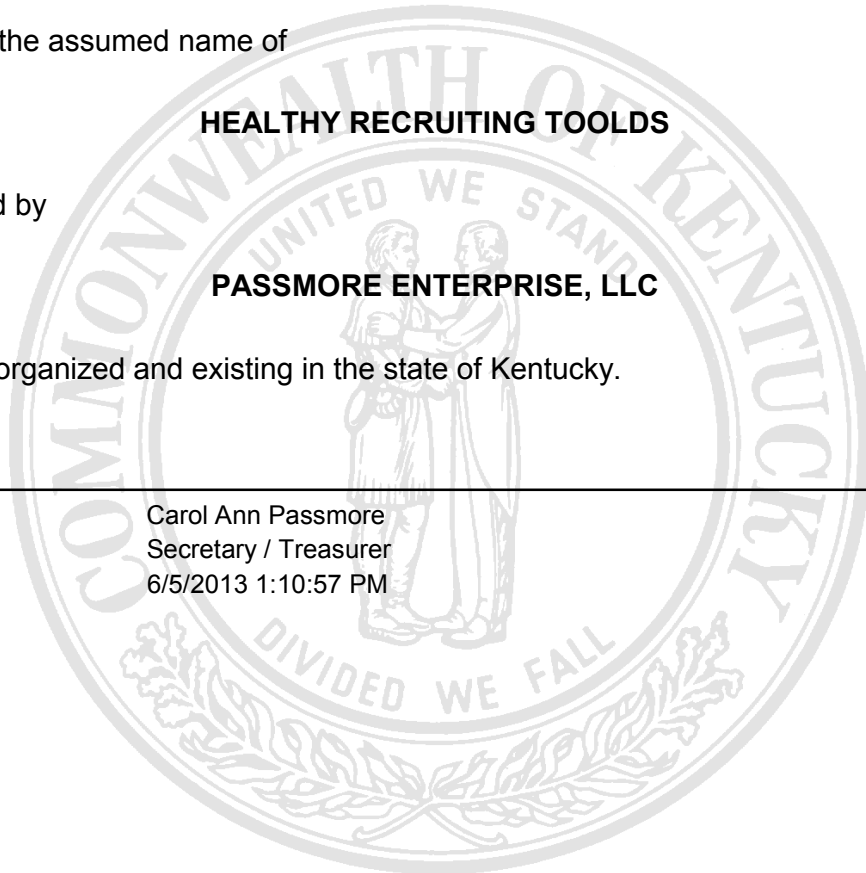 the assumed name of
HEALTHY RECRUITING TOOLDS
d by
PASSMORE ENTERPRISE, LLC
organized and existing in the state of Kentucky.
Carol Ann Passmore
Secretary / Treasurer
6/5/2013 1:10:57 PM
COMMONWEALTH OF KENTUCKY
UNITED WE STAND
DIVIDED WE FALL